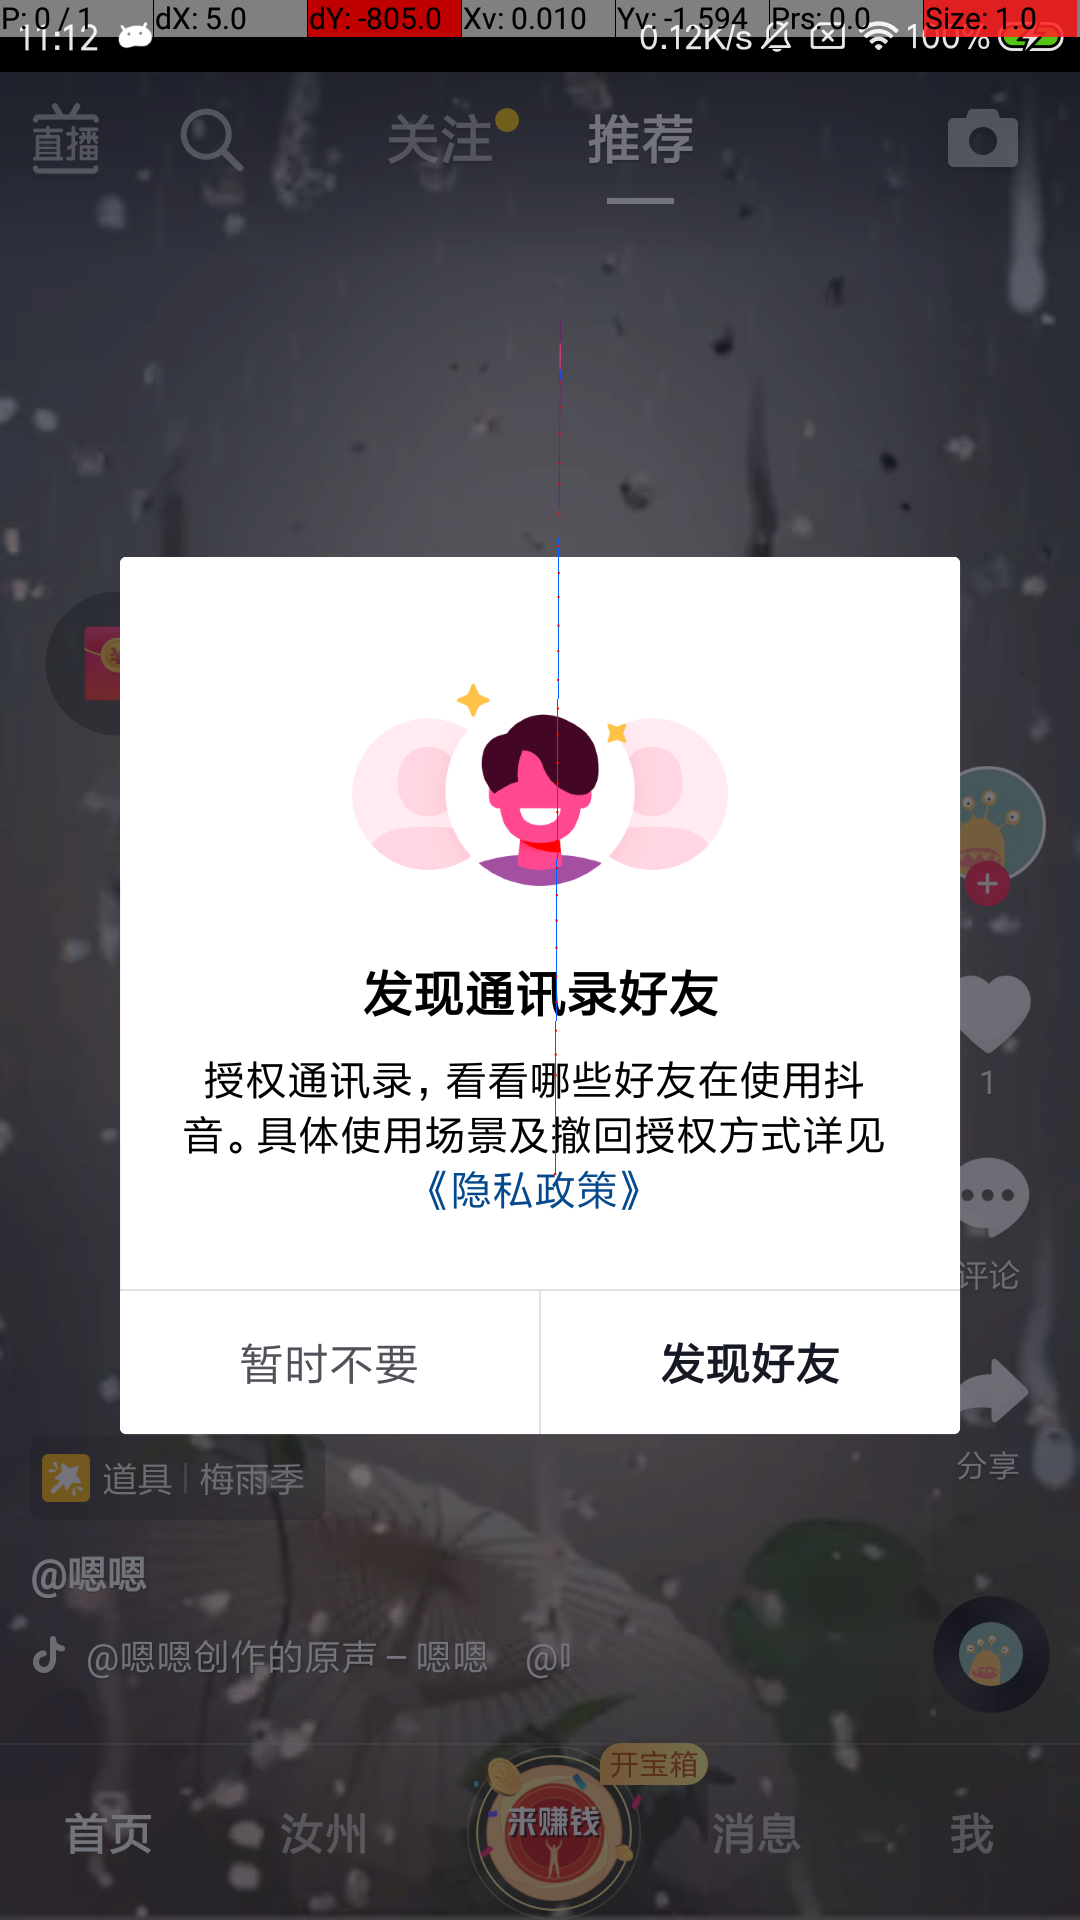 P: 0 / 1 dX: 5.0 dY: -805.0 Xv: 0.010 Yv: -1.594 Prs: 0.0 Size: 1.0
11:12 0.12K/s 100%
直播 关注 推荐
发现通讯录好友
授权通讯录，看看哪些好友在使用抖
音。具体使用场景及撤回授权方式详见
《隐私政策》
暂时不要 发现好友
1
评论
分享
道具 | 梅雨季
@嗯嗯
@嗯嗯创作的原声 – 嗯嗯
开宝箱
首页 汝州 来赚钱 消息 我